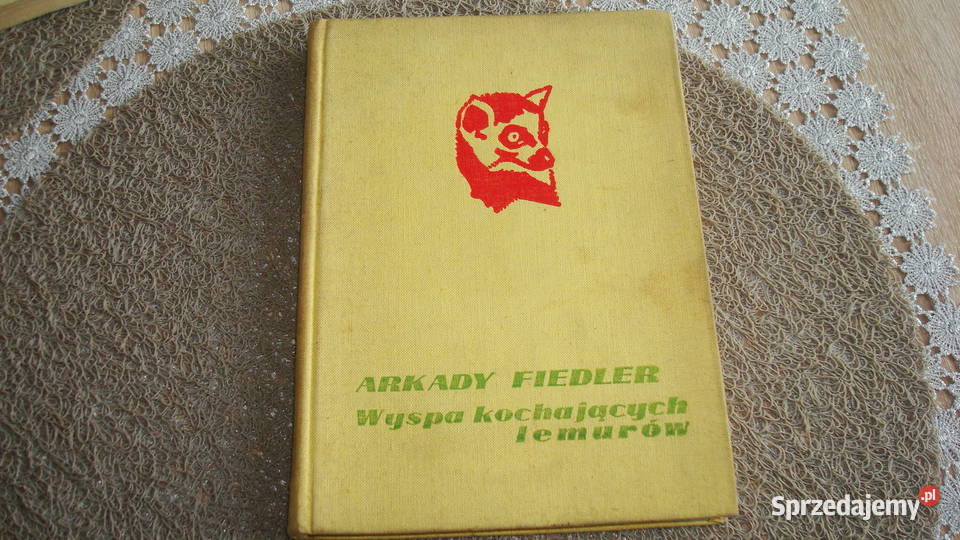 ARKADY FIEDLER
Wyspa kochających
lemurów
Sprzedajemy.pl